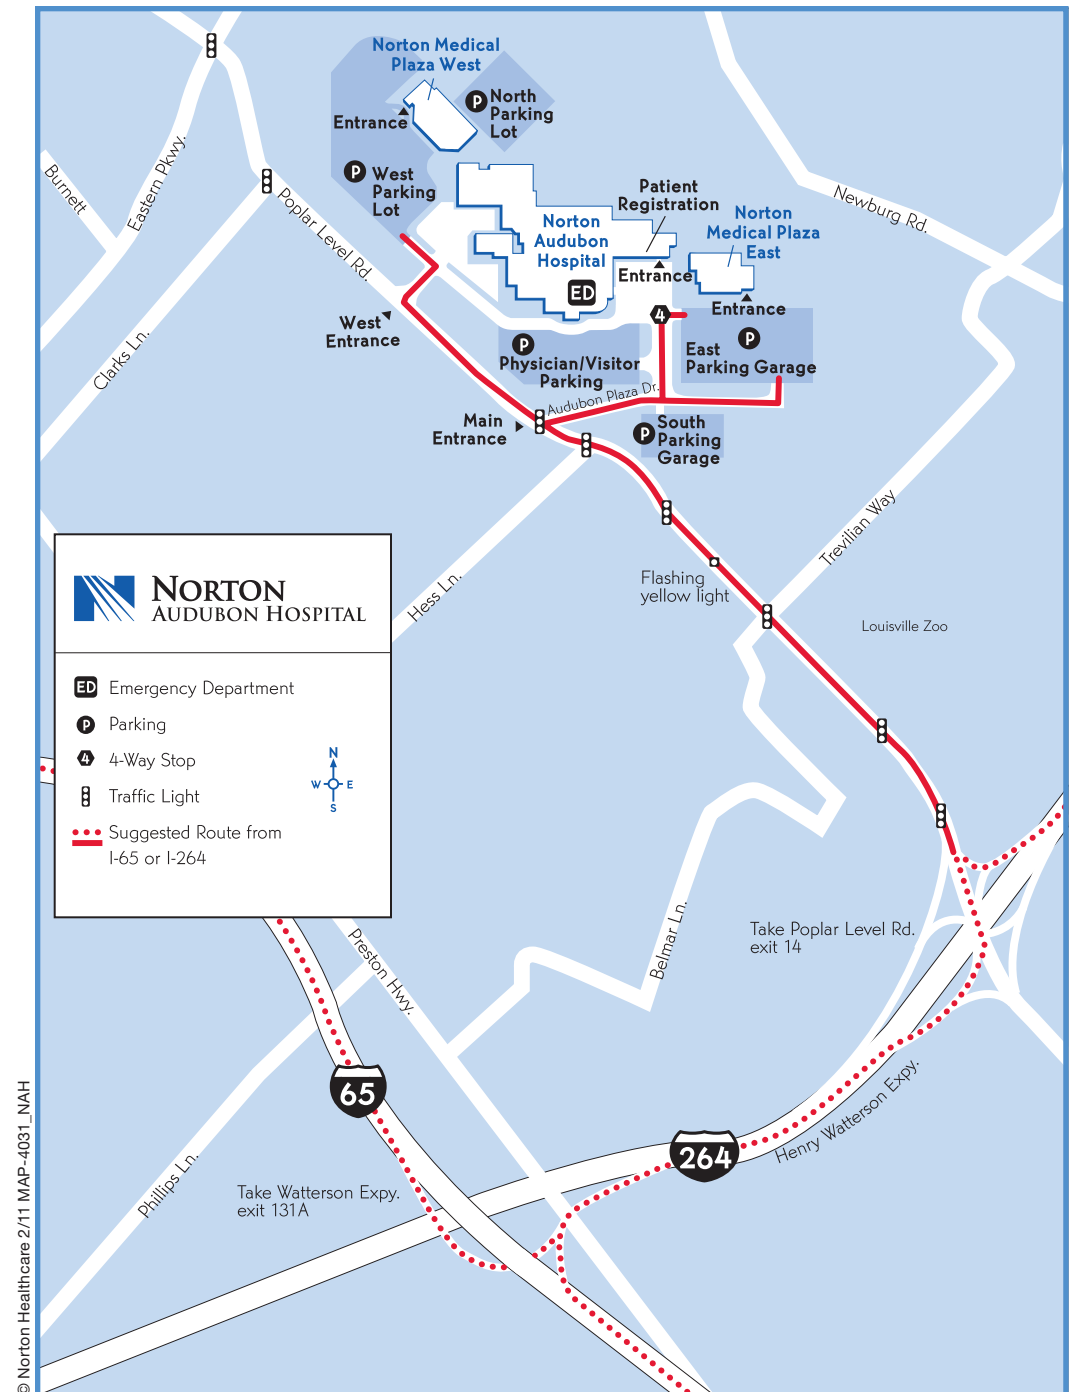 Norton Medical
Plaza West
P North
Parking
Lot
Entrance
P West
Parking
Lot
Burnett
Eastern Pkwy.
Poplar Level Rd.
Clarks Ln.
Newburg Rd.
Patient
Registration
Norton
Medical Plaza
East
Norton
Audubon
Hospital
ED
Entrance
Entrance
4
West
Entrance
P
Physician/Visitor
Parking
P
East
Parking Garage
Audubon Plaza Dr.
Main
Entrance
P South
Parking
Garage
Trevilian Way
Flashing
yellow light
Hess Ln.
Louisville Zoo
NORTON
AUDUBON HOSPITAL
ED Emergency Department
P Parking
4 4-Way Stop
Traffic Light
Suggested Route from
I-65 or I-264
N
W E
S
Preston Hwy.
Belmar Ln.
Take Poplar Level Rd.
exit 14
65
264
Henry Watterson Expy.
Phillips Ln.
Take Watterson Expy.
exit 131A
© Norton Healthcare 2/11 MAP-4031_NAH